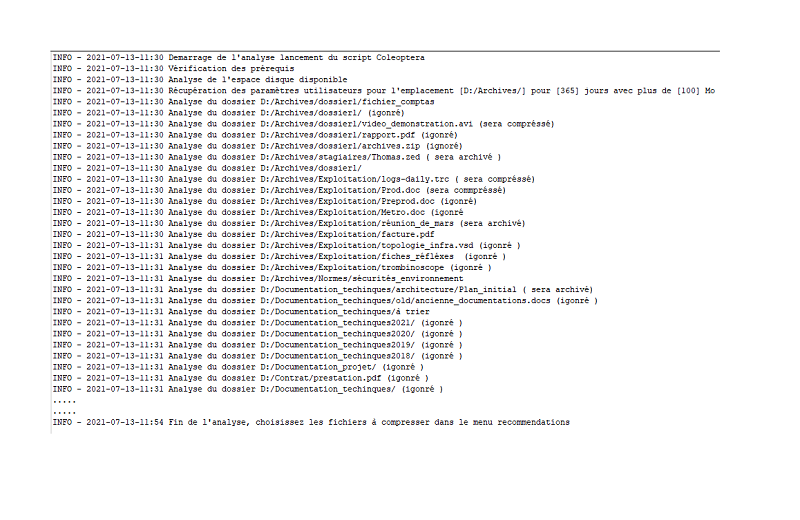 INFO - 2021-07-13-11:30 Demarrage de l'analyse lancement du script Coleoptera
INFO - 2021-07-13-11:30 Vérification des prérequis
INFO - 2021-07-13-11:30 Analyse de l'espace disque disponible
INFO - 2021-07-13-11:30 Récupération des paramètres utilisateurs pour l'emplacement [D:/Archives/] pour [365] jours avec plus de [100] Mo
INFO - 2021-07-13-11:30 Analyse du dossier D:/Archives/dossier1/fichier_comptas
INFO - 2021-07-13-11:30 Analyse du dossier D:/Archives/dossier1/ (igonré)
INFO - 2021-07-13-11:30 Analyse du dossier D:/Archives/dossier1/video_demonstration.avi (sera compréssé)
INFO - 2021-07-13-11:30 Analyse du dossier D:/Archives/dossier1/rapport.pdf (igonré)
INFO - 2021-07-13-11:30 Analyse du dossier D:/Archives/dossier1/archives.zip (ignoré)
INFO - 2021-07-13-11:30 Analyse du dossier D:/Archives/stagiaires/Thomas.zed ( sera archivé )
INFO - 2021-07-13-11:30 Analyse du dossier D:/Archives/dossier1/
INFO - 2021-07-13-11:30 Analyse du dossier D:/Archives/Exploitation/logs-daily.trc ( sera compréssé)
INFO - 2021-07-13-11:30 Analyse du dossier D:/Archives/Exploitation/Prod.doc (sera commpréssé)
INFO - 2021-07-13-11:30 Analyse du dossier D:/Archives/Exploitation/Preprod.doc (igonré)
INFO - 2021-07-13-11:30 Analyse du dossier D:/Archives/Exploitation/Metro.doc (igonré
INFO - 2021-07-13-11:30 Analyse du dossier D:/Archives/Exploitation/réunion_de_mars (sera archivé)
INFO - 2021-07-13-11:30 Analyse du dossier D:/Archives/Exploitation/facture.pdf
INFO - 2021-07-13-11:31 Analyse du dossier D:/Archives/Exploitation/topologie_infra.vsd (igonré )
INFO - 2021-07-13-11:31 Analyse du dossier D:/Archives/Exploitation/fiches_réflèxes  (igonré )
INFO - 2021-07-13-11:31 Analyse du dossier D:/Archives/Exploitation/trombinoscope (igonré )
INFO - 2021-07-13-11:31 Analyse du dossier D:/Archives/Normes/sécurités_environnement
INFO - 2021-07-13-11:31 Analyse du dossier D:/Documentation_techinques/architecture/Plan_initial ( sera archivé)
INFO - 2021-07-13-11:31 Analyse du dossier D:/Documentation_techinques/old/ancienne_documentations.docs (igonré )
INFO - 2021-07-13-11:31 Analyse du dossier D:/Documentation_techinques/á trier
INFO - 2021-07-13-11:31 Analyse du dossier D:/Documentation_techinques2021/ (igonré )
INFO - 2021-07-13-11:31 Analyse du dossier D:/Documentation_techinques2020/ (igonré )
INFO - 2021-07-13-11:31 Analyse du dossier D:/Documentation_techinques2019/ (igonré )
INFO - 2021-07-13-11:31 Analyse du dossier D:/Documentation_techinques2018/ (igonré )
INFO - 2021-07-13-11:31 Analyse du dossier D:/Documentation_projet/ (igonré )
INFO - 2021-07-13-11:31 Analyse du dossier D:/Contrat/prestation.pdf (igonré )
INFO - 2021-07-13-11:31 Analyse du dossier D:/Documentation_techinques/ (igonré )
.....
.....
INFO - 2021-07-13-11:54 Fin de l'analyse, choisissez les fichiers á compresser dans le menu recommendations